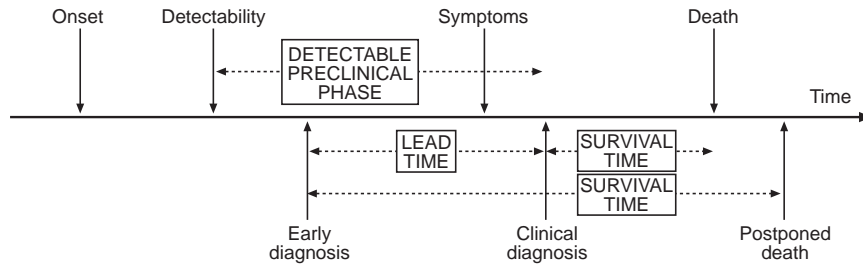 Onset
Detectability
Symptoms
Death
DETECTABLE
PRECLINICAL
PHASE
Time
LEAD
TIME
SURVIVAL
TIME
SURVIVAL
TIME
Early
diagnosis
Clinical
diagnosis
Postponed
death